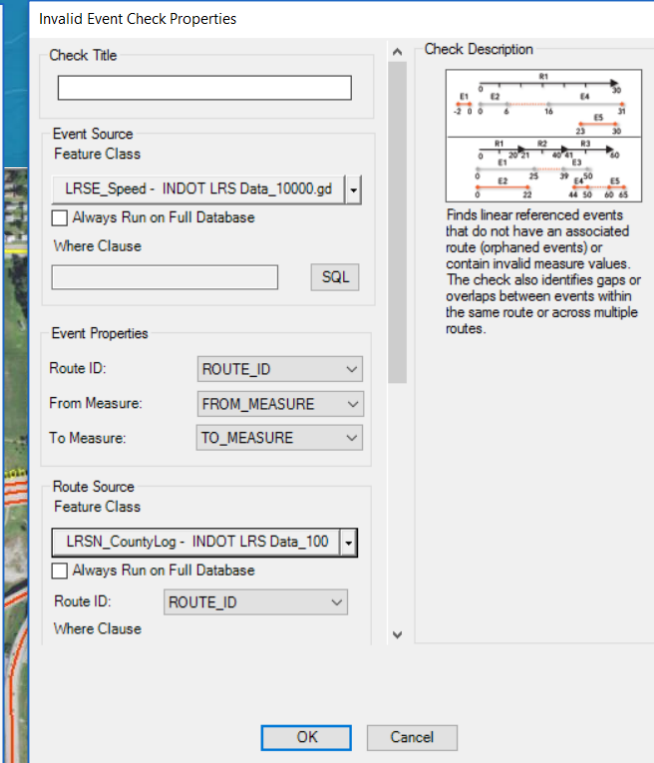 Invalid Event Check Properties
Check Title
Event Source
Feature Class
LRSE_Speed - INDOT LRS Data_10000.gd
Always Run on Full Database
Where Clause
SQL
Event Properties
Route ID:
ROUTE_ID
From Measure:
FROM_MEASURE
To Measure:
TO_MEASURE
Route Source
Feature Class
LRSN_CountyLog - INDOT LRS Data_100
Always Run on Full Database
Route ID:
ROUTE_ID
Where Clause
Check Description
R1
0 30
E1 E2 E4
-2 0 0 6 16 31
E5
23 30
R1 R2 R3
0 20 21 40 41 60
E1 E3
0 25 39 50
E2 E4 E5
0 22 44 50 60 65
Finds linear referenced events
that do not have an associated
route (orphaned events) or
contain invalid measure values.
The check also identifies gaps or
overlaps between events within
the same route or across multiple
routes.
OK
Cancel